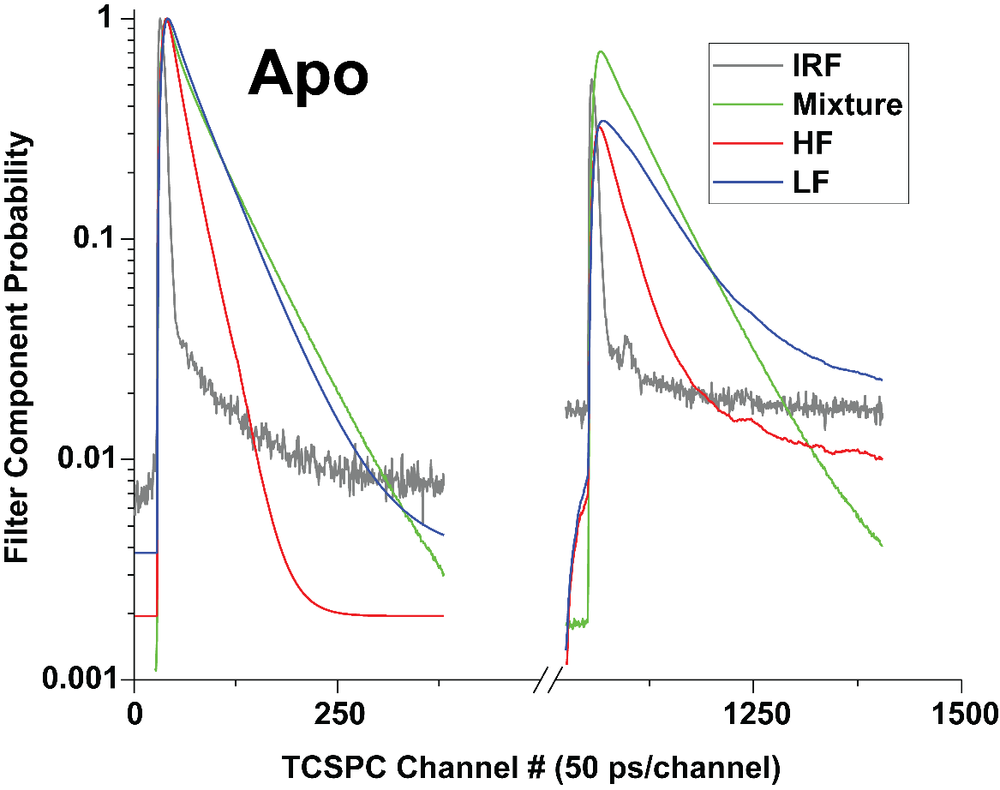 Apo
IRF
Mixture
HF
LF
Filter Component Probability
1
0.1
0.01
0.001
0
250
1250
1500
TCSPC Channel # (50 ps/channel)